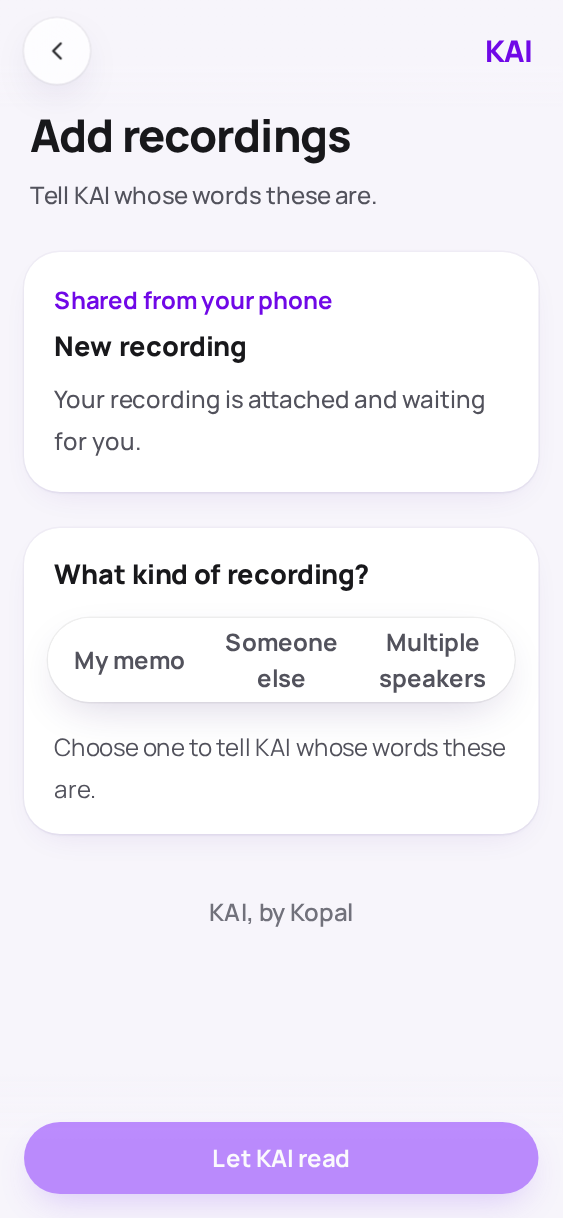 KAI
Add recordings
Tell KAI whose words these are.
Shared from your phone
New recording
Your recording is attached and waiting
for you.
What kind of recording?
My memo
Someone
else
Multiple
speakers
Choose one to tell KAI whose words these
are.
KAI, by Kopal
Let KAI read